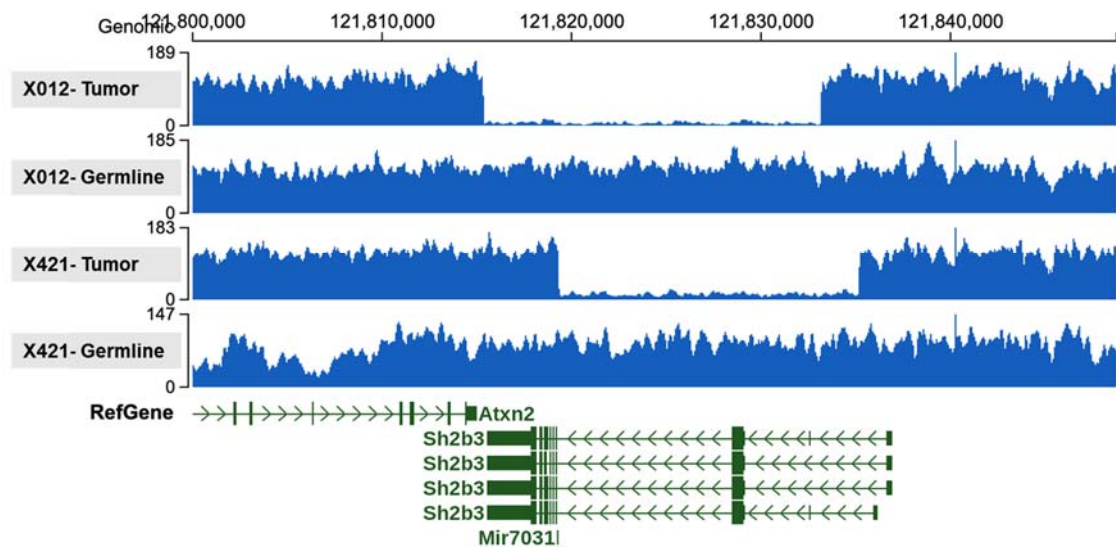 Genomic 121,800,000 121,810,000 121,820,000 121,830,000 121,840,000
189
X012- Tumor
0
185
X012- Germline
0
183
X421- Tumor
0
147
X421- Germline
0
RefGene Atxn2
Sh2b3
Sh2b3
Sh2b3
Sh2b3
Mir7031